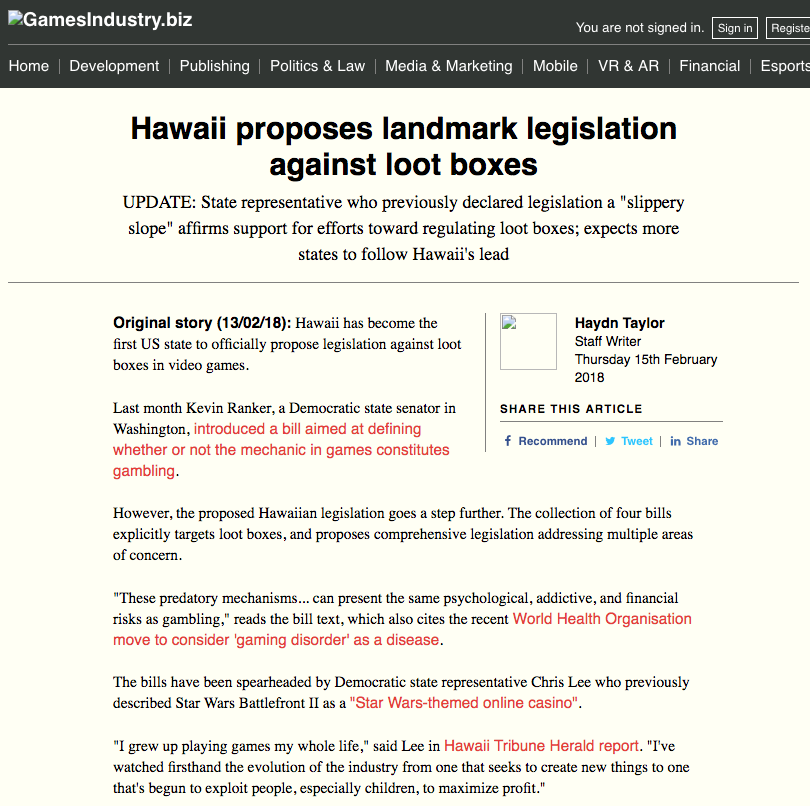 GamesIndustry.biz
You are not signed in. Sign in Registe
Home | Development | Publishing | Politics & Law | Media & Marketing | Mobile | VR & AR | Financial | Esports
Hawaii proposes landmark legislation
against loot boxes
UPDATE: State representative who previously declared legislation a "slippery
slope" affirms support for efforts toward regulating loot boxes; expects more
states to follow Hawaii's lead
Original story (13/02/18): Hawaii has become the
first US state to officially propose legislation against loot
boxes in video games.
Last month Kevin Ranker, a Democratic state senator in
Washington, introduced a bill aimed at defining
whether or not the mechanic in games constitutes
gambling.
Haydn Taylor
Staff Writer
Thursday 15th February
2018
SHARE THIS ARTICLE
Recommend | Tweet | Share
However, the proposed Hawaiian legislation goes a step further. The collection of four bills
explicitly targets loot boxes, and proposes comprehensive legislation addressing multiple areas
of concern.
"These predatory mechanisms... can present the same psychological, addictive, and financial
risks as gambling," reads the bill text, which also cites the recent World Health Organisation
move to consider 'gaming disorder' as a disease.
The bills have been spearheaded by Democratic state representative Chris Lee who previously
described Star Wars Battlefront II as a "Star Wars-themed online casino".
"I grew up playing games my whole life," said Lee in Hawaii Tribune Herald report. "I've
watched firsthand the evolution of the industry from one that seeks to create new things to one
that's begun to exploit people, especially children, to maximize profit."